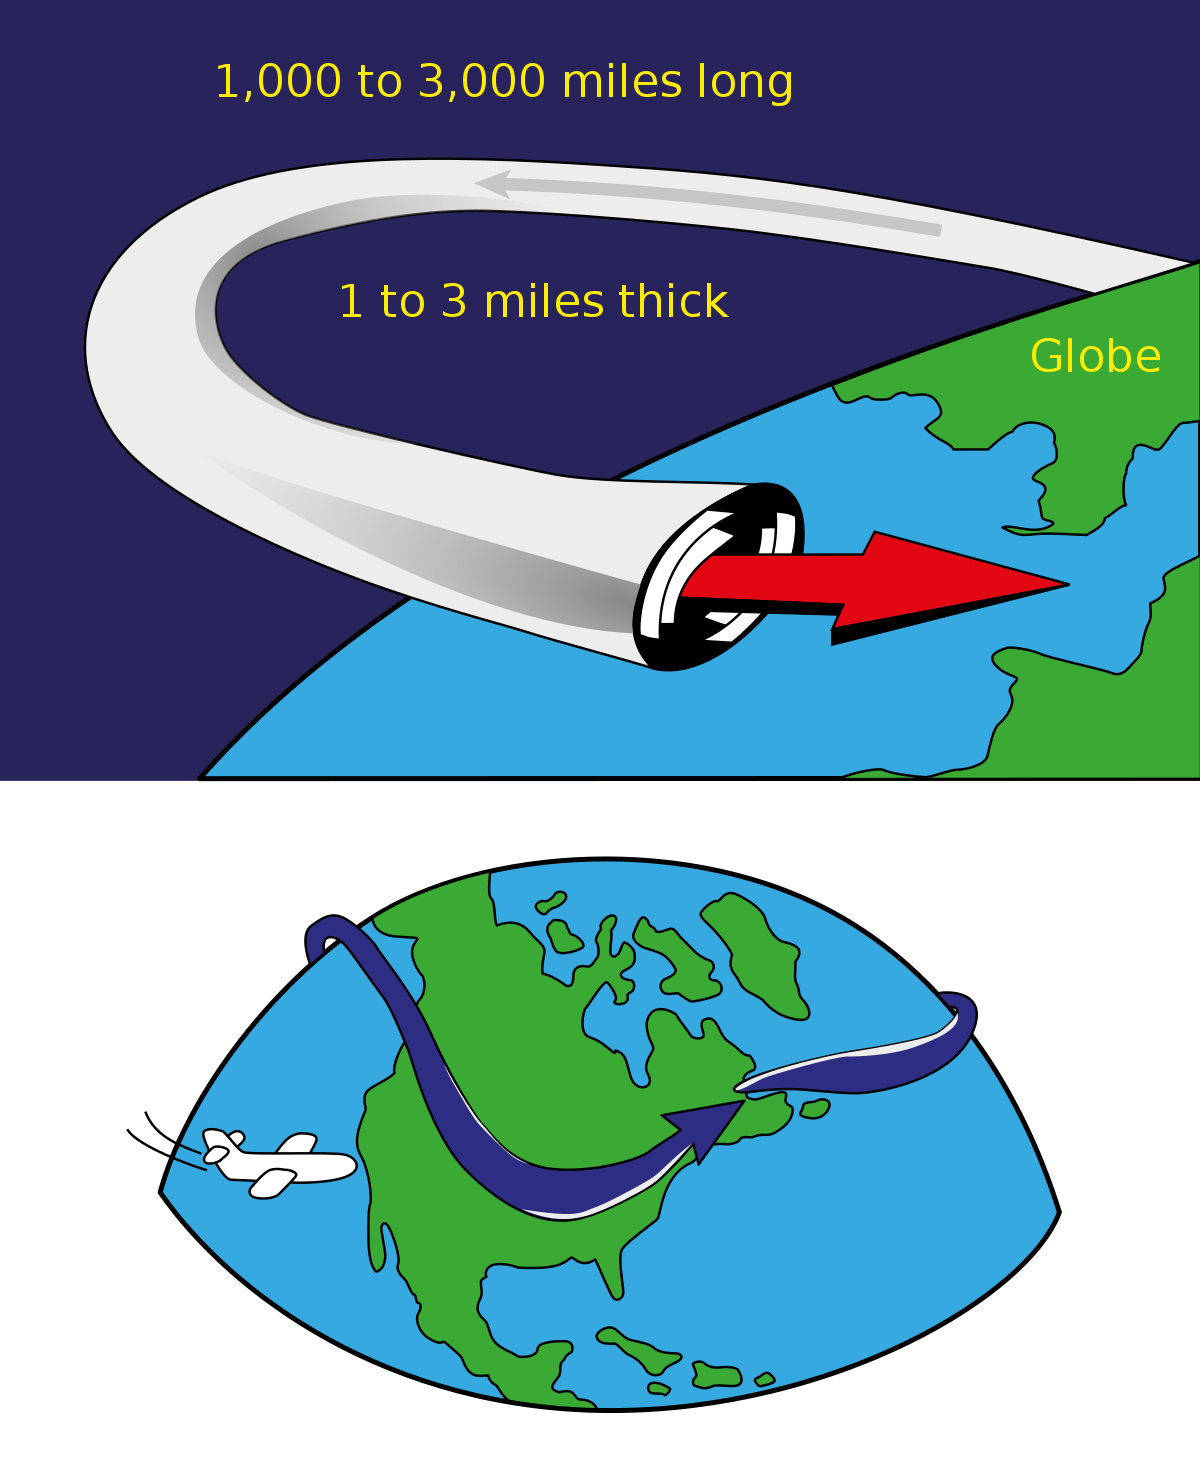 1,000 to 3,000 miles long
1 to 3 miles thick
Globe